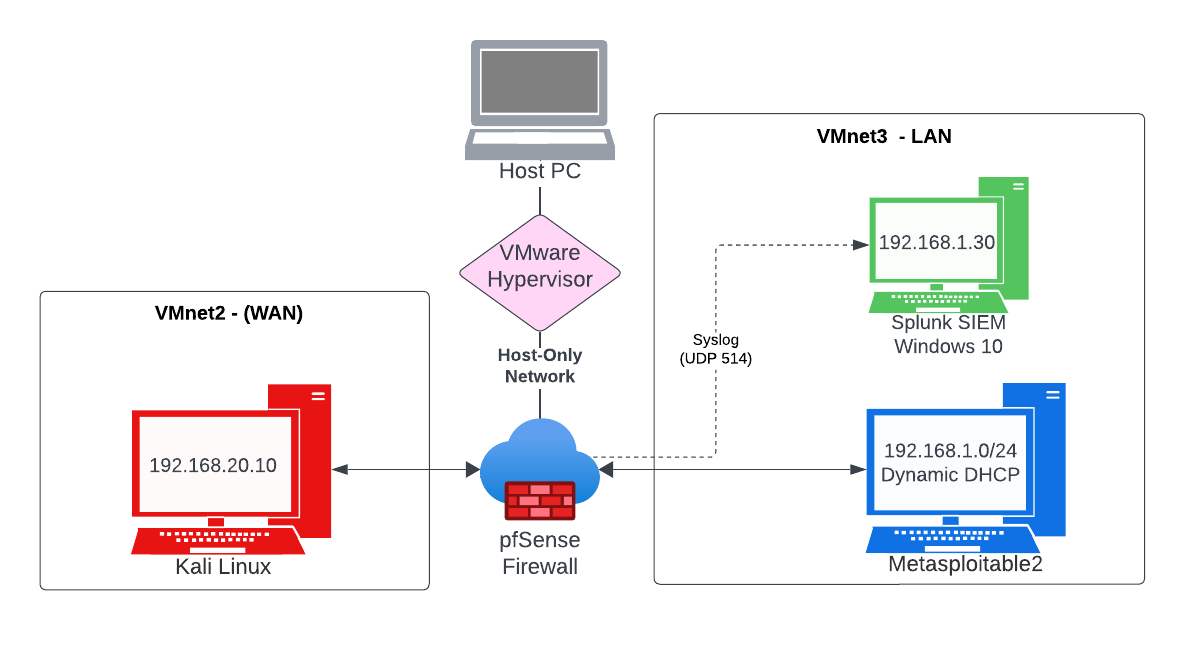 Host PC
VMware
Hypervisor
Host-Only
Network
pfSense
Firewall
VMnet2 - (WAN)
192.168.20.10
Kali Linux
VMnet3 - LAN
192.168.1.30
Splunk SIEM
Windows 10
Syslog
(UDP 514)
192.168.1.0/24
Dynamic DHCP
Metasploitable2